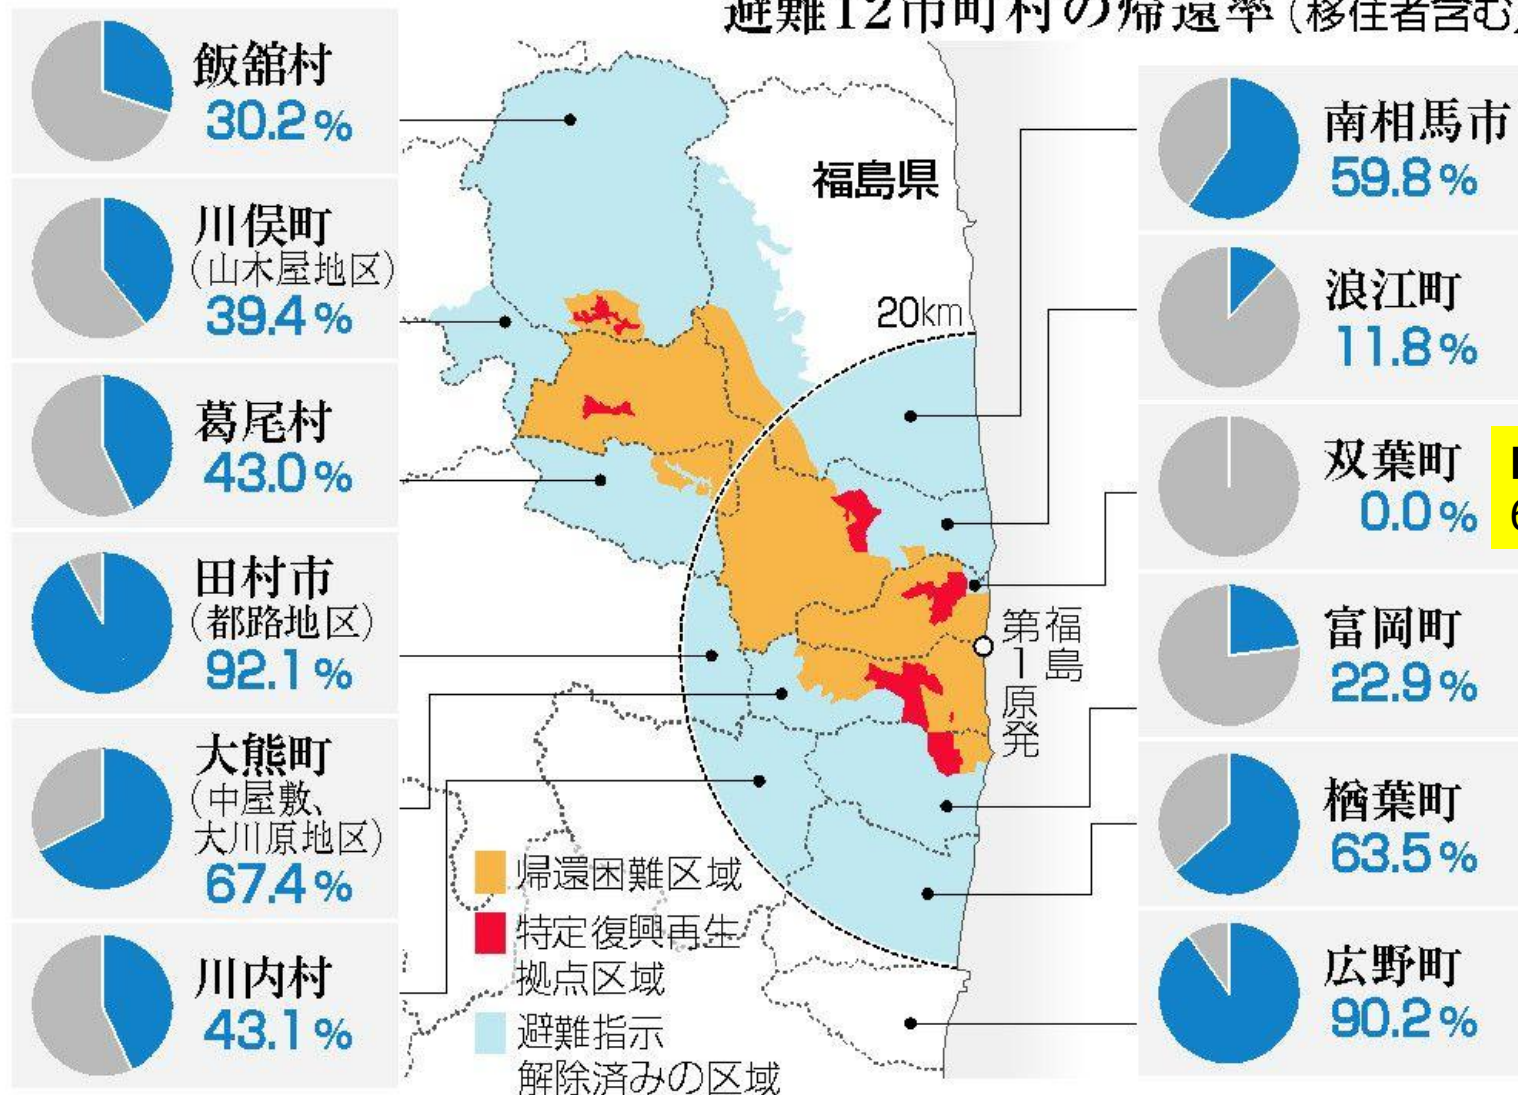 避難12市町村の帰還率(移住者含む)
飯舘村
30.2%
川俣町
(山木屋地区)
39.4%
葛尾村
43.0%
田村市
(都路地区)
92.1%
大熊町
(中屋敷、
大川原地区)
67.4%
川内村
43.1%
福島県
20km
福島
第1原発
帰還困難区域
特定復興再生
拠点区域
避難指示
解除済みの区域
南相馬市
59.8%
浪江町
11.8%
双葉町
0.0%
富岡町
22.9%
楢葉町
63.5%
広野町
90.2%